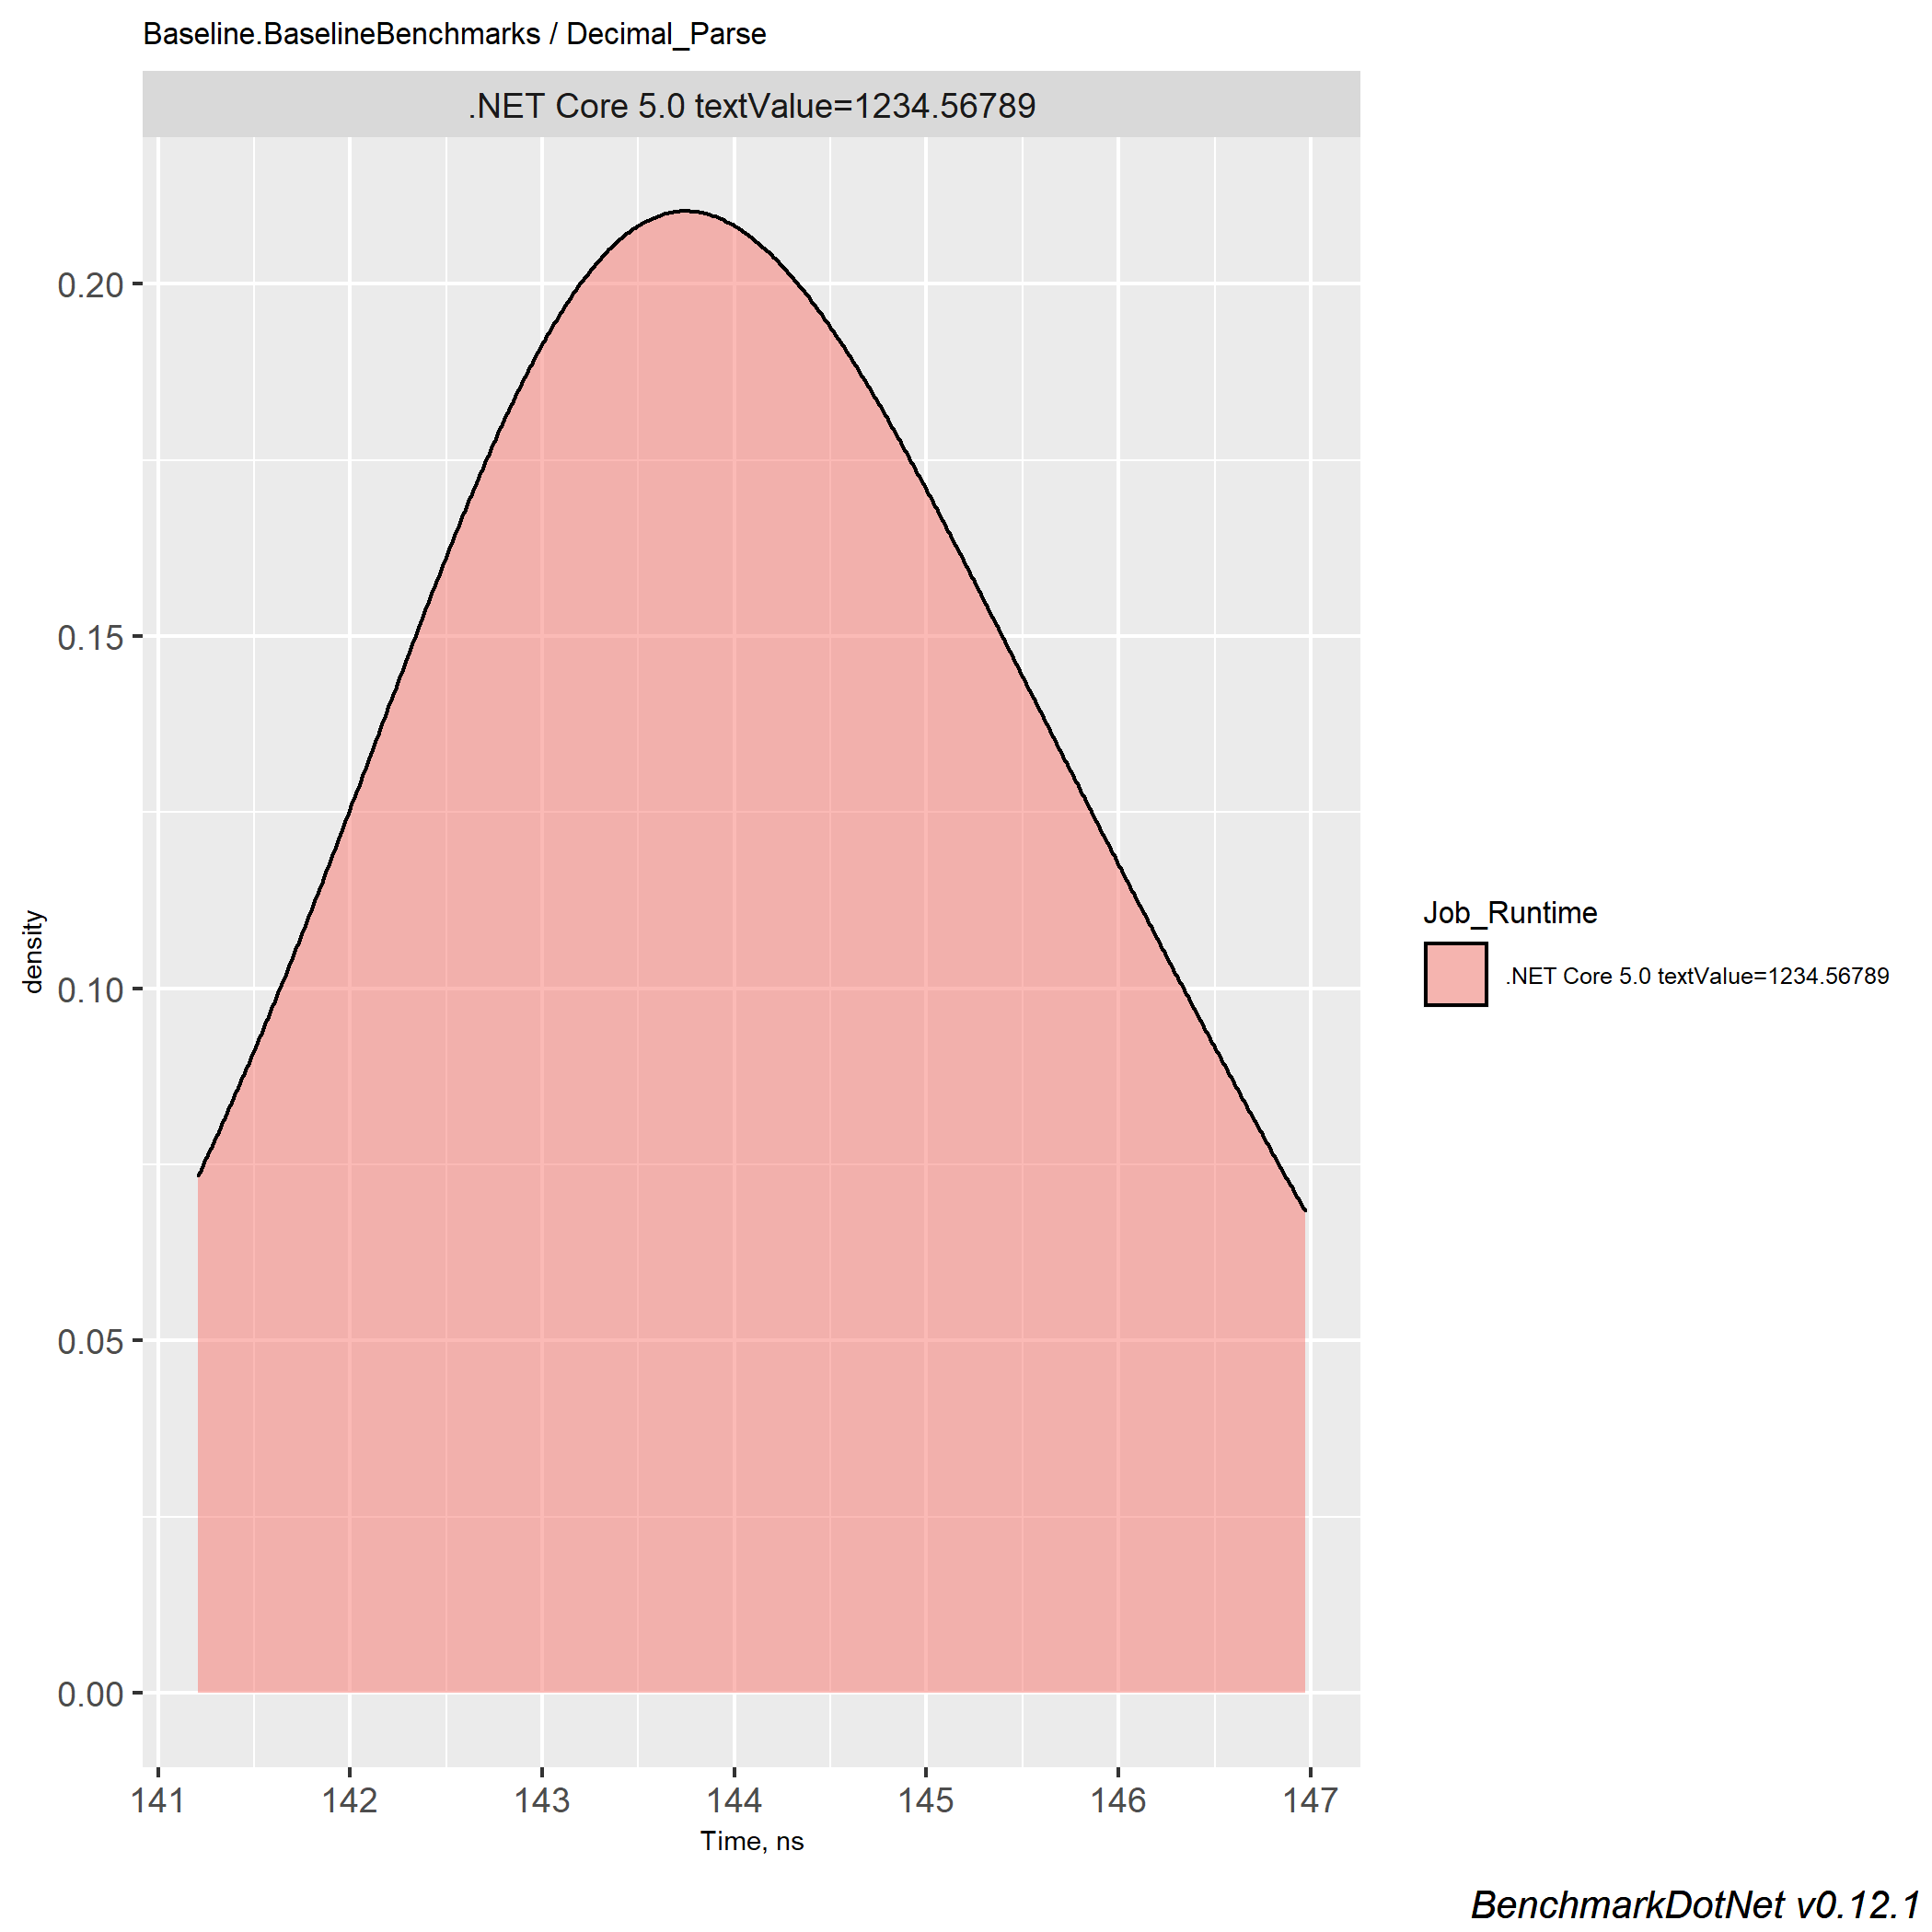 Baseline.BaselineBenchmarks / Decimal_Parse
.NET Core 5.0 textValue=1234.56789
0.20
0.15
0.10
0.05
0.00
density
141 142 143 144 145 146 147
Time, ns
Job_Runtime
.NET Core 5.0 textValue=1234.56789
BenchmarkDotNet v0.12.1